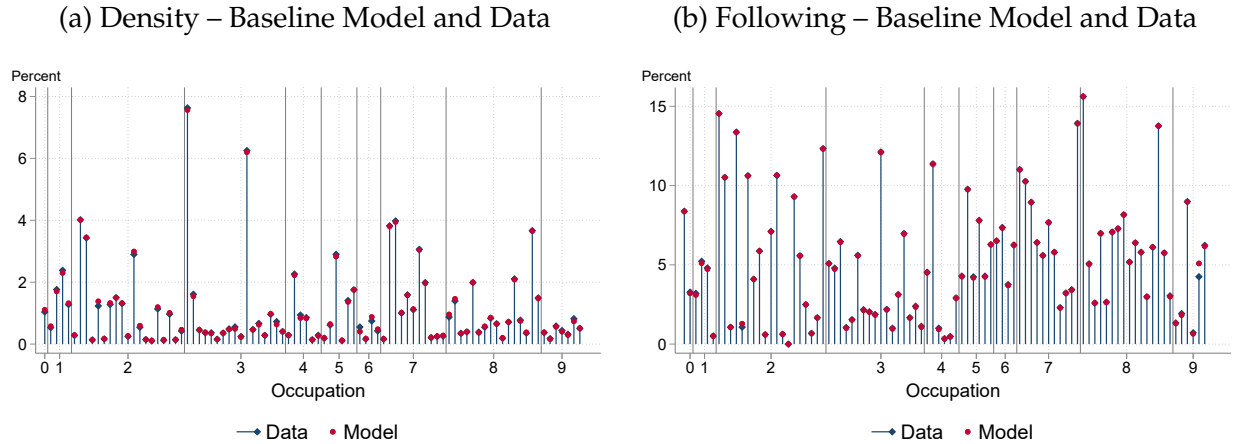 (a) Density – Baseline Model and Data
Percent
8
6
4
2
0
0 1 2 3 4 5 6 7 8 9
Occupation
Data Model
(b) Following – Baseline Model and Data
Percent
15
10
5
0
0 1 2 3 4 5 6 7 8 9
Occupation
Data Model